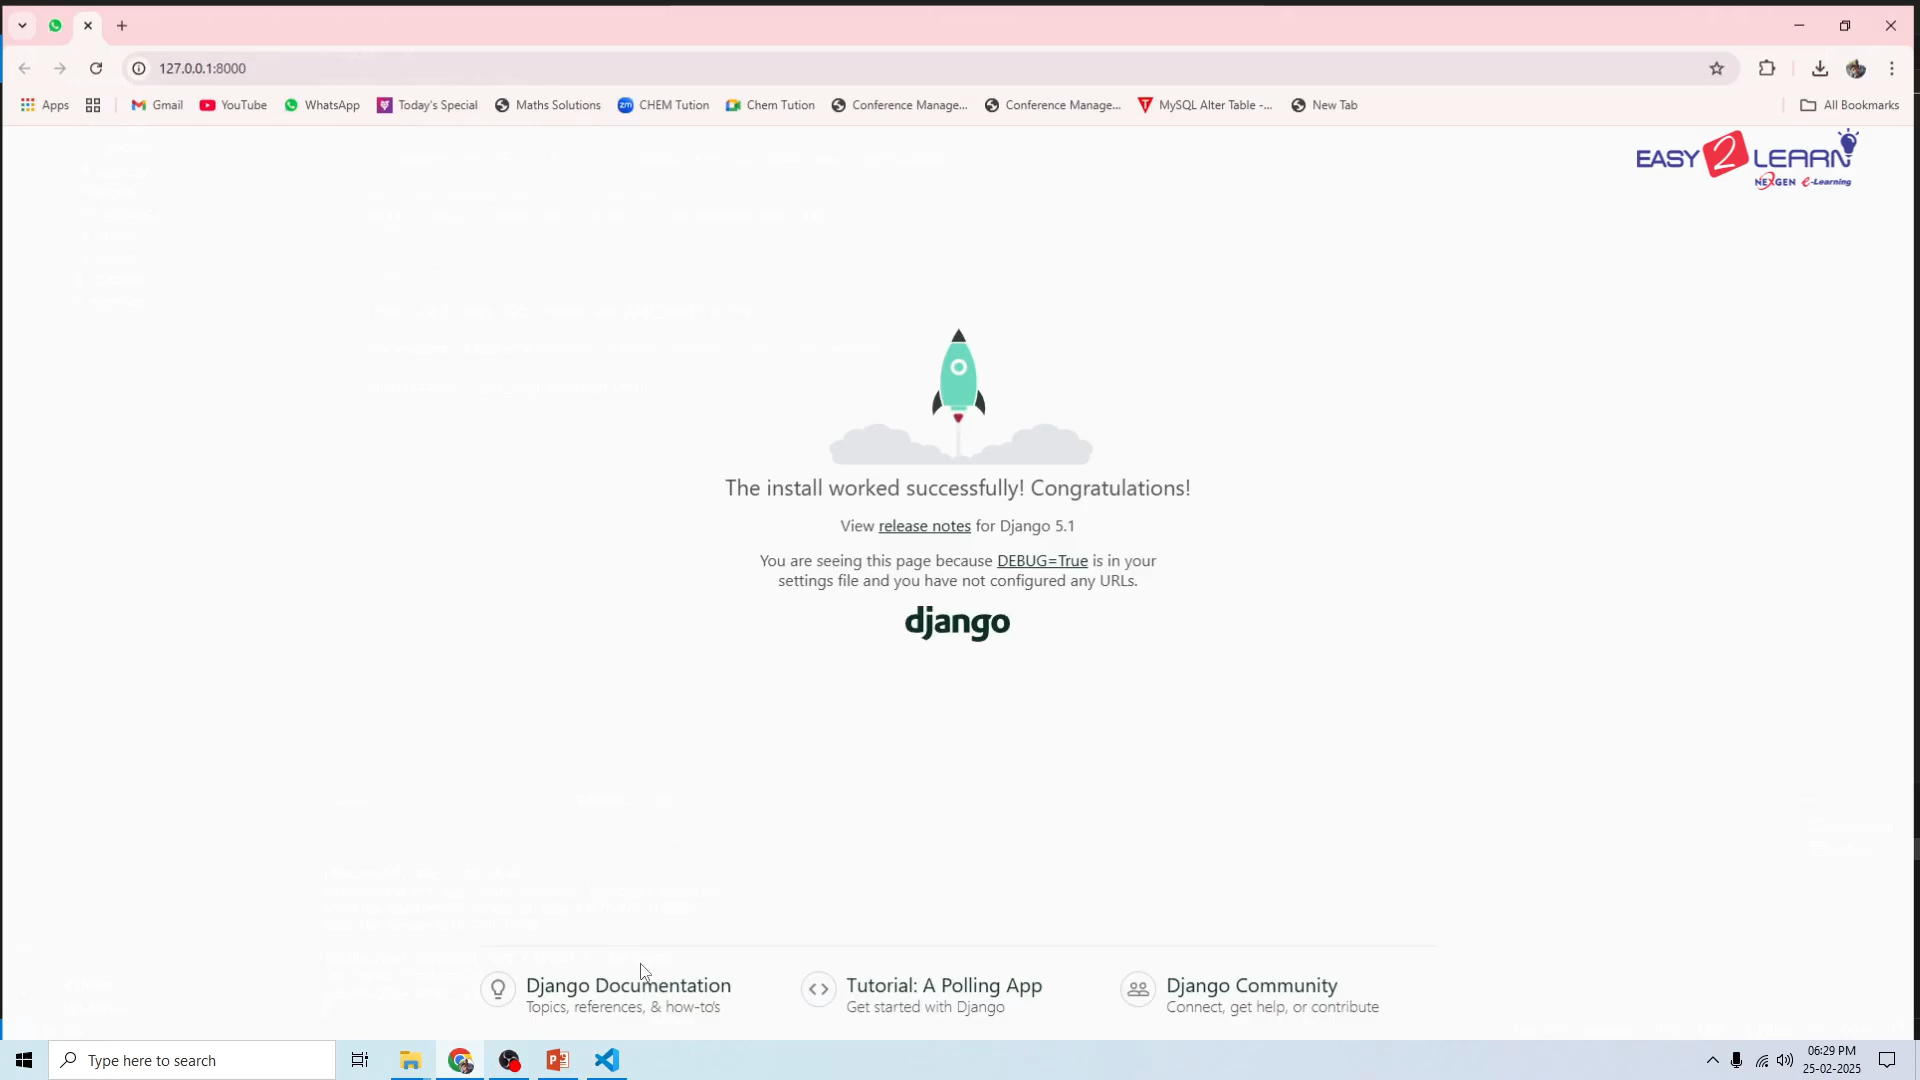 127.0.0.1:8000
Apps
Gmail
YouTube
WhatsApp
Today's Special
Maths Solutions
zm CHEM Tution
Chem Tution
Conference Manage...
Conference Manage...
MySQL Alter Table -...
New Tab
All Bookmarks
EASY 2 LEARN
NEXGEN e-Learning
The install worked successfully! Congratulations!
View release notes for Django 5.1
You are seeing this page because DEBUG=True is in your
settings file and you have not configured any URLs.
django
Django Documentation
Topics, references, & how-to's
Tutorial: A Polling App
Get started with Django
Django Community
Connect, get help, or contribute
Type here to search
06:29 PM
25-02-2025